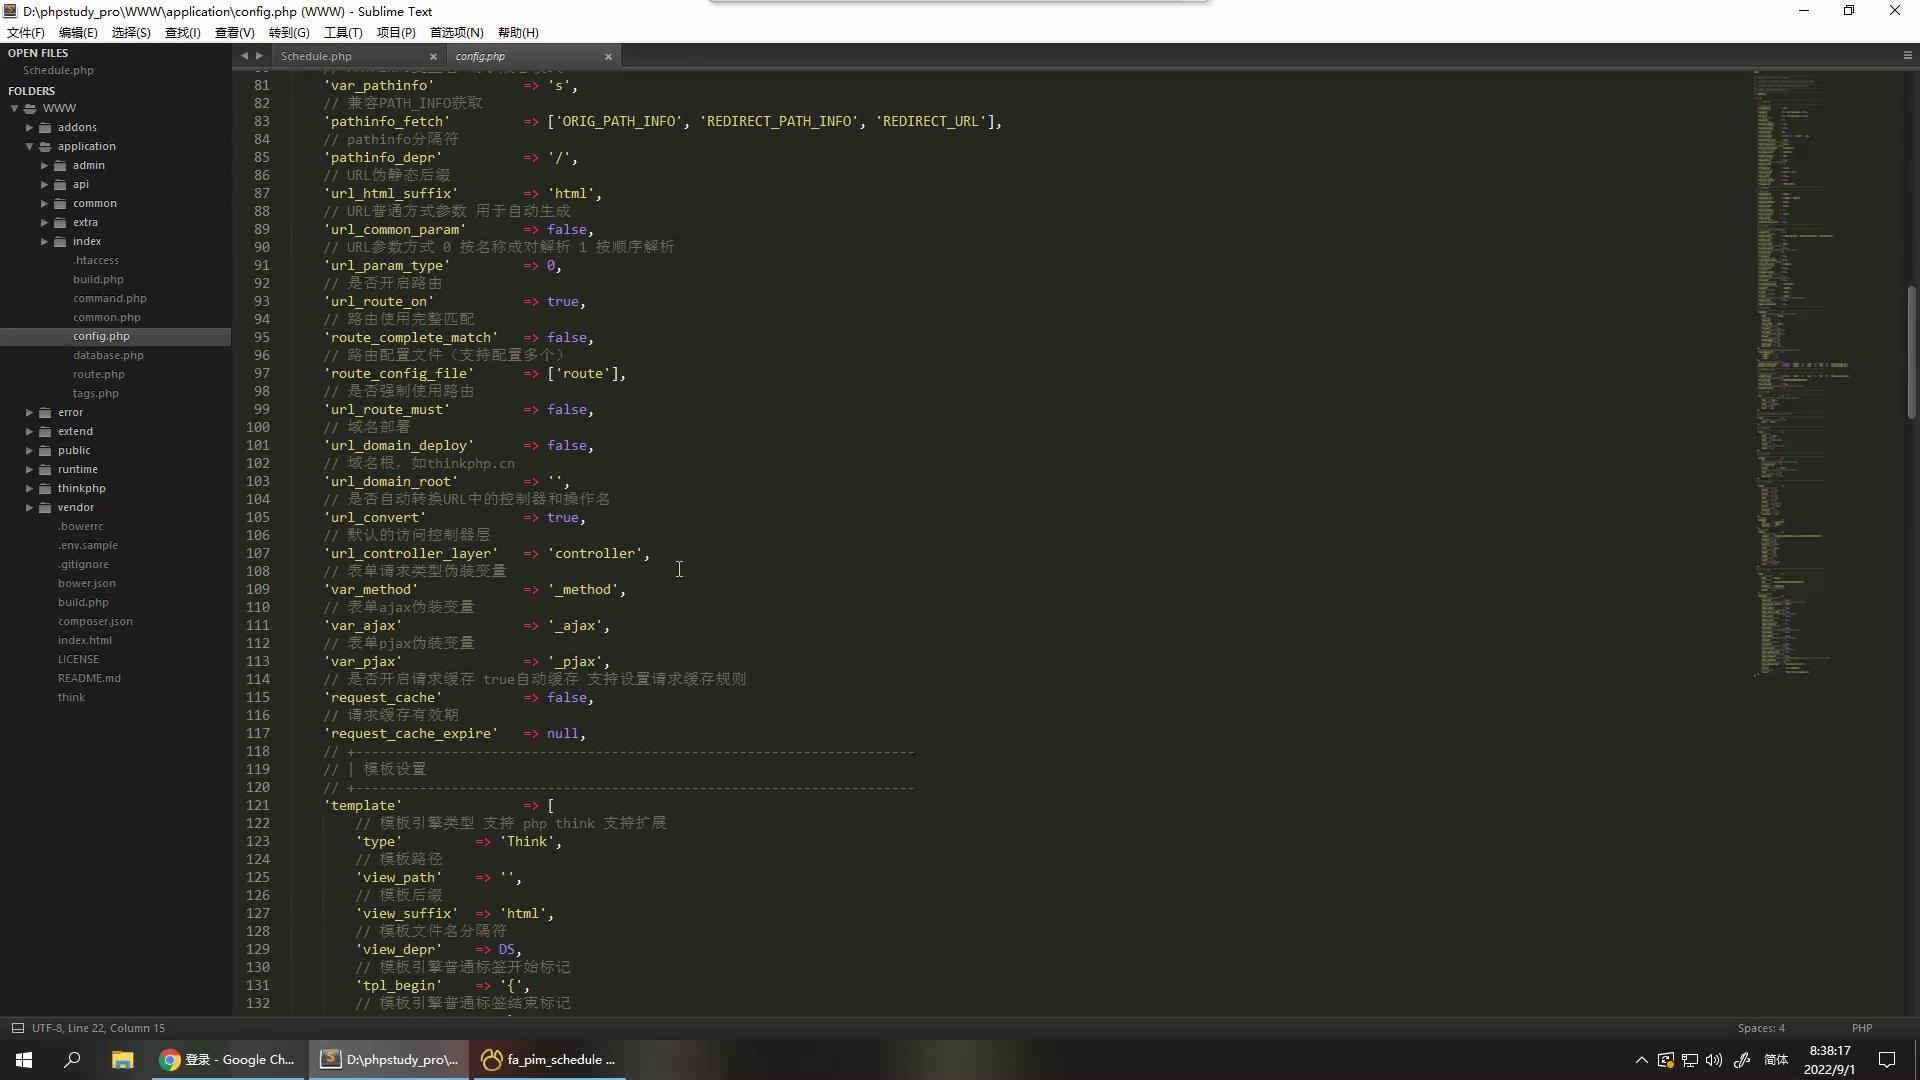 D:\phpstudy_pro\WWW\application\config.php (WWW) - Sublime Text
文件(F) 编辑(E) 选择(S) 查找(I) 查看(V) 转到(G) 工具(T) 项目(P) 首选项(N) 帮助(H)
OPEN FILES
Schedule.php
FOLDERS
WWW
addons
application
admin
api
common
extra
index
.htaccess
build.php
command.php
common.php
config.php
database.php
route.php
tags.php
error
extend
public
runtime
thinkphp
vendor
.bowerrc
.env.sample
.gitignore
bower.json
build.php
composer.json
index.html
LICENSE
README.md
think
Schedule.php × config.php ×
81 'var_pathinfo' => 's',
82 // 兼容PATH_INFO获取
83 'pathinfo_fetch' => ['ORIG_PATH_INFO', 'REDIRECT_PATH_INFO', 'REDIRECT_URL'],
84 // pathinfo分隔符
85 'pathinfo_depr' => '/',
86 // URL伪静态后缀
87 'url_html_suffix' => 'html',
88 // URL普通方式参数 用于自动生成
89 'url_common_param' => false,
90 // URL参数方式 0 按名称成对解析 1 按顺序解析
91 'url_param_type' => 0,
92 // 是否开启路由
93 'url_route_on' => true,
94 // 路由使用完整匹配
95 'route_complete_match' => false,
96 // 路由配置文件（支持配置多个）
97 'route_config_file' => ['route'],
98 // 是否强制使用路由
99 'url_route_must' => false,
100 // 域名部署
101 'url_domain_deploy' => false,
102 // 域名根，如thinkphp.cn
103 'url_domain_root' => '',
104 // 是否自动转换URL中的控制器和操作名
105 'url_convert' => true,
106 // 默认的访问控制器层
107 'url_controller_layer' => 'controller',
108 // 表单请求类型伪装变量
109 'var_method' => '_method',
110 // 表单ajax伪装变量
111 'var_ajax' => '_ajax',
112 // 表单pjax伪装变量
113 'var_pjax' => '_pjax',
114 // 是否开启请求缓存 true自动缓存 支持设置请求缓存规则
115 'request_cache' => false,
116 // 请求缓存有效期
117 'request_cache_expire' => null,
118 // +----------------------------------------------------------------------
119 // | 模板设置
120 // +----------------------------------------------------------------------
121 'template' => [
122 // 模板引擎类型 支持 php think 支持扩展
123 'type' => 'Think',
124 // 模板路径
125 'view_path' => '',
126 // 模板后缀
127 'view_suffix' => 'html',
128 // 模板文件名分隔符
129 'view_depr' => DS,
130 // 模板引擎普通标签开始标记
131 'tpl_begin' => '{',
132 // 模板引擎普通标签结束标记
UTF-8, Line 22, Column 15 Spaces: 4 PHP
登录 - Google Ch... D:\phpstudy_pro\... fa_pim_schedule ... 简体 8:38:17
2022/9/1